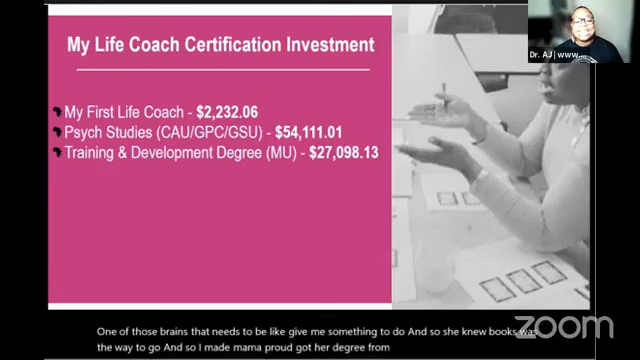 My Life Coach Certification Investment
My First Life Coach - $2,232.06
Psych Studies (CAU/GPC/GSU) - $54,111.01
Training & Development Degree (MU) - $27,098.13
Dr. AJ | www....
One of those brains that needs to be like give me something to do And so she knew books was
the way to go And so I made mama proud got her degree from
zoom